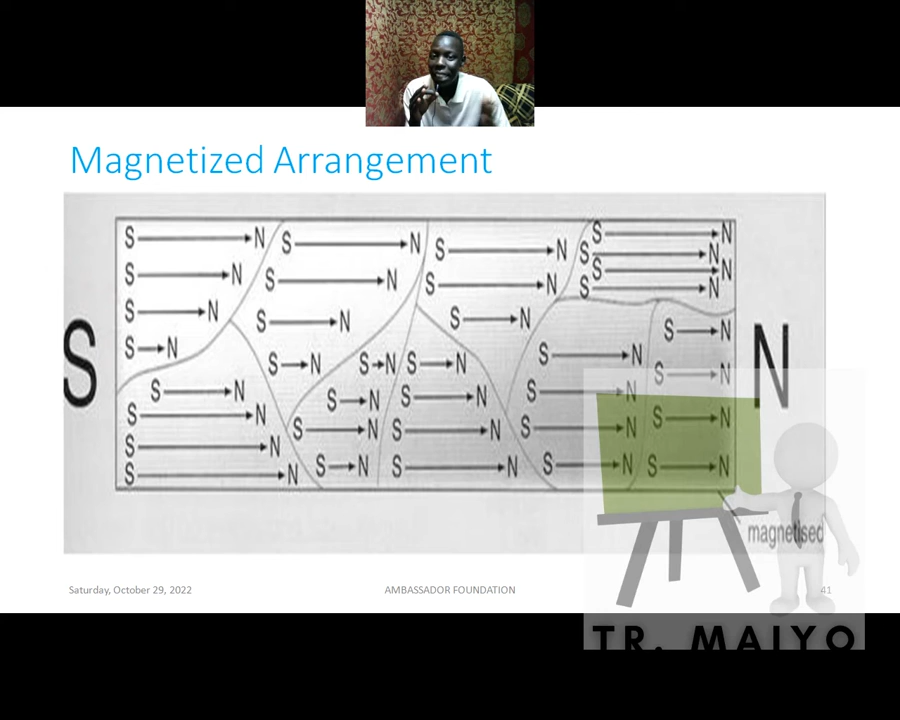 Magnetized Arrangement
S N S N S N S N
S N S N S N S N
S N S N S N S N
S N S N S N S N
S N S N S N S N S N
S N S N S N S N S N
S N S N S N S N S N
S N S N S N S N S N
S N S N S N S N S N
S
N
magnetised
Saturday, October 29, 2022
AMBASSADOR FOUNDATION
41
TR. MAIYO